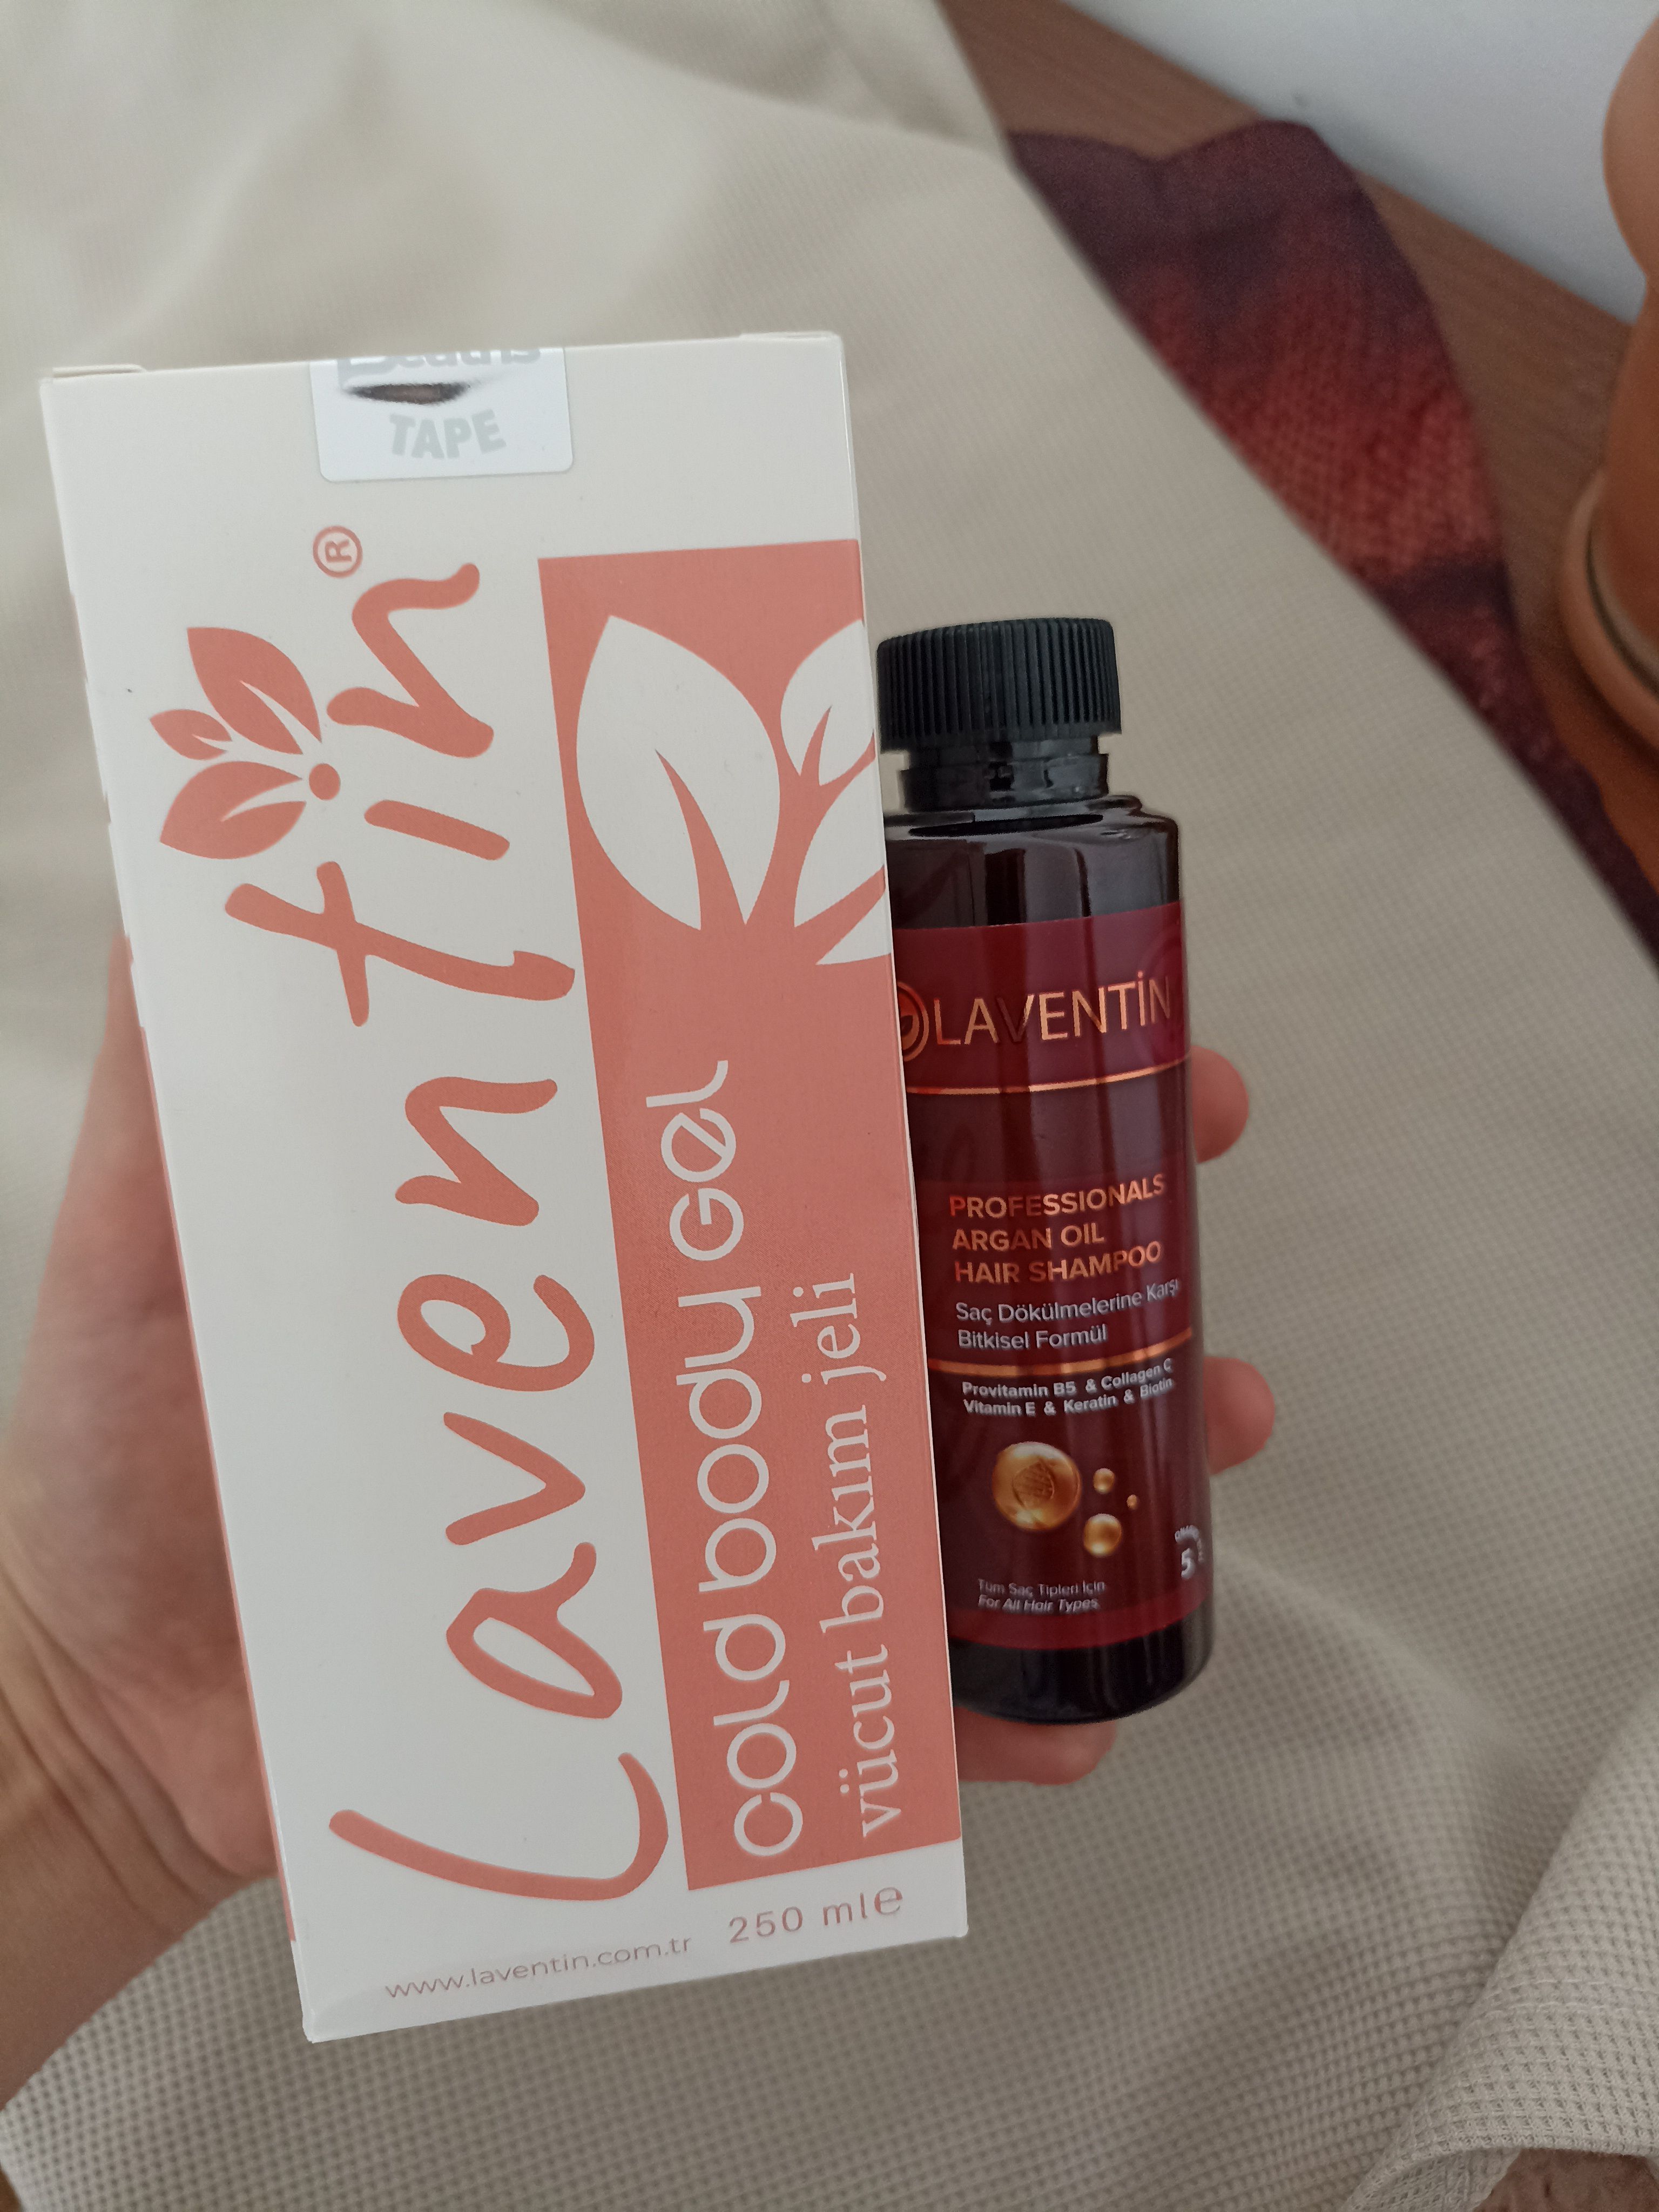 TAPE
Laventin®
cold body Gel
vücut bakım jeli
www.laventin.com.tr
250 ml e
LAVENTİN
PROFESSIONALS
ARGAN OIL
HAIR SHAMPOO
Saç Dökülmelerine Karşı
Bitkisel Formül
Provitamin B5 & Collagen C
Vitamin E & Keratin & Biotin
Tüm Saç Tipleri İçin
For All Hair Types
5